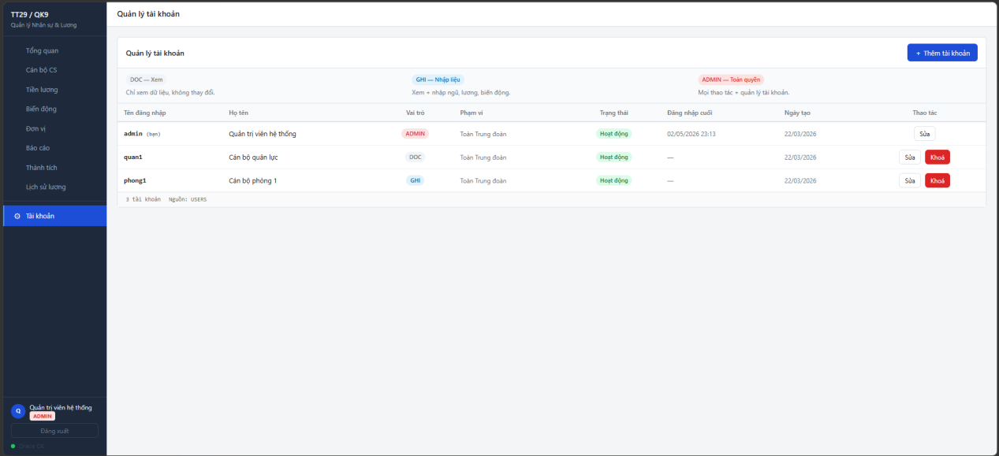 TT29 / QK9
Quản lý Nhân sự & Lương
Tổng quan
Cán bộ CS
Tiền lương
Biến động
Đơn vị
Báo cáo
Thành tích
Lịch sử lương
⚙ Tài khoản
Quản trị viên hệ thống
Q
ADMIN
Đăng xuất
Oracle OK
Quản lý tài khoản
Quản lý tài khoản
+ Thêm tài khoản
DOC — Xem
Chỉ xem dữ liệu, không thay đổi.
GHI — Nhập liệu
Xem + nhập ngũ, lương, biến động.
ADMIN — Toàn quyền
Mọi thao tác + quản lý tài khoản.
Tên đăng nhập Họ tên Vai trò Phạm vi Trạng thái Đăng nhập cuối Ngày tạo Thao tác
admin (bạn) Quản trị viên hệ thống ADMIN Toàn Trung đoàn Hoạt động 02/05/2026 23:13 22/03/2026 Sửa
quan1 Cán bộ quân lực DOC Toàn Trung đoàn Hoạt động — 22/03/2026 Sửa Khoá
phong1 Cán bộ phòng 1 GHI Toàn Trung đoàn Hoạt động — 22/03/2026 Sửa Khoá
3 tài khoản Nguồn: USERS